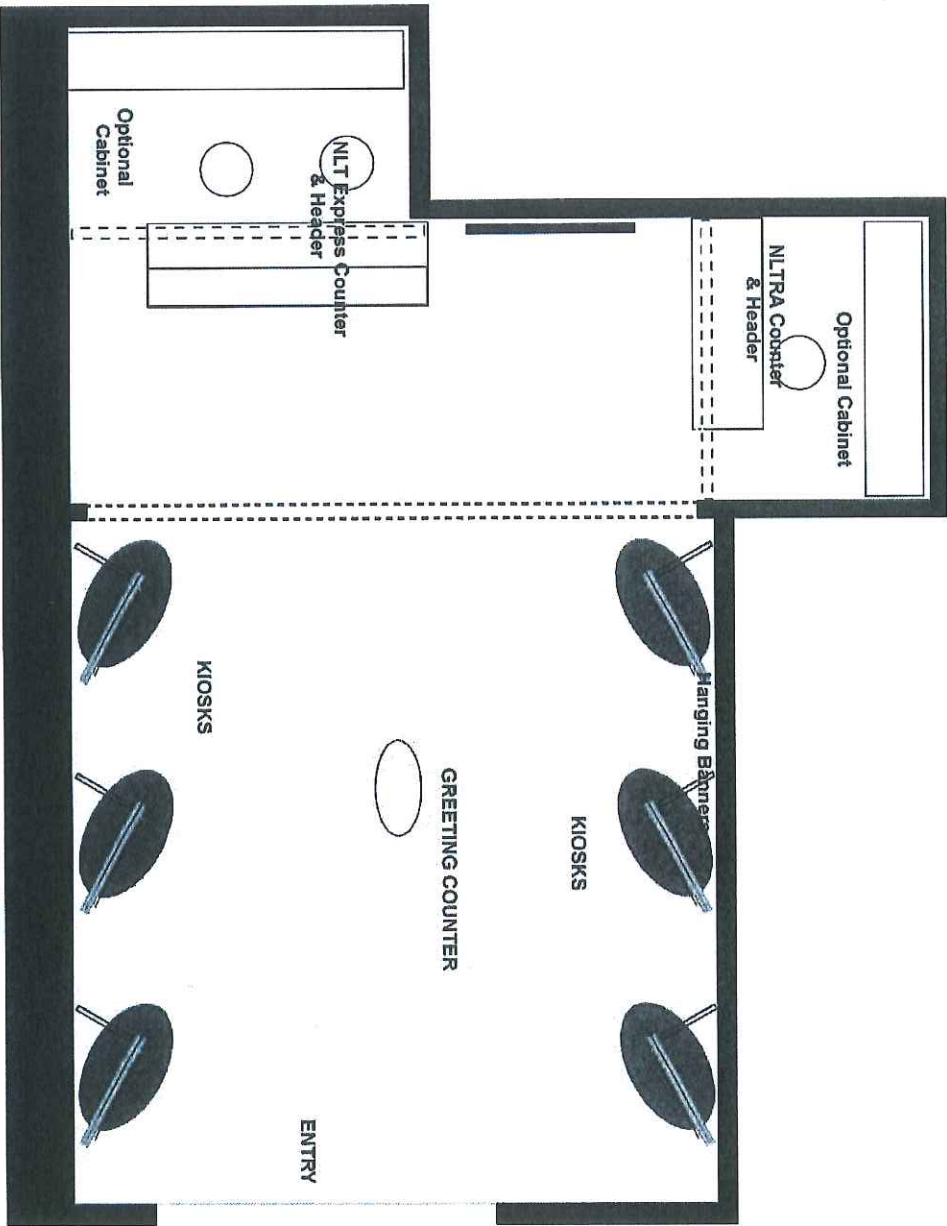 Optional Cabinet
NLTRA Counter
& Header
Optional
Cabinet
NLT Express Counter
& Header
Hanging Banners
KIOSKS
KIOSKS
GREETING COUNTER
ENTRY